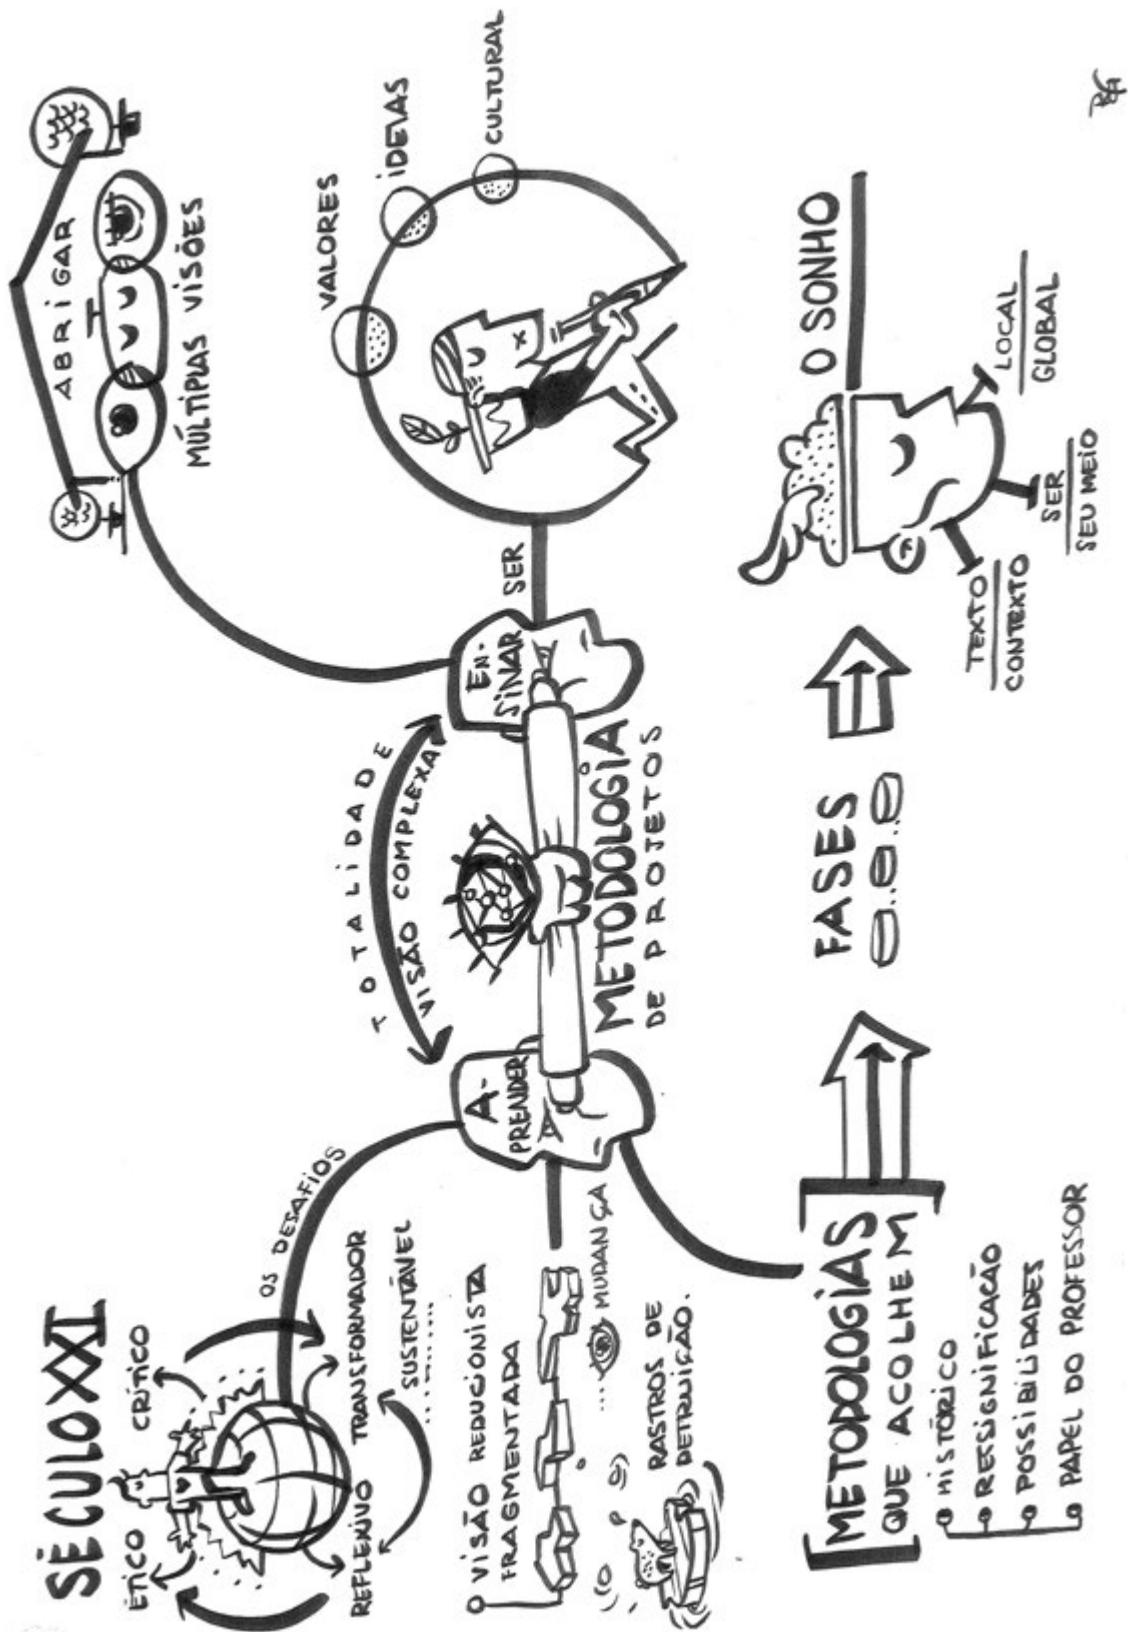 SÉCULO XXI
ÉTICO
CRÍTICO
REFLEXIVO
TRANSFORMADOR
SUSTENTÁVEL
OS DESAFIOS
VISÃO REDUCIONISTA
FRAGMENTADA
... MUDANÇA
RASTROS DE
DETRUIÇÃO.
TOTALIDADE
VISÃO COMPLEXA
A-
PRENDER
EN-
SINAR
METODOLOGIA
DE PROJETOS
ABRIGAR
MÚLTIPLAS VISÕES
SER
VALORES
IDEIAS
CULTURAL
[METODOLOGIAS]
QUE ACOLHEM
HISTÓRICO
RESSIGNIFICAÇÃO
POSSIBILIDADES
PAPEL DO PROFESSOR
FASES
O SONHO
TEXTO
CONTEXTO
SER
SEU MEIO
LOCAL
GLOBAL